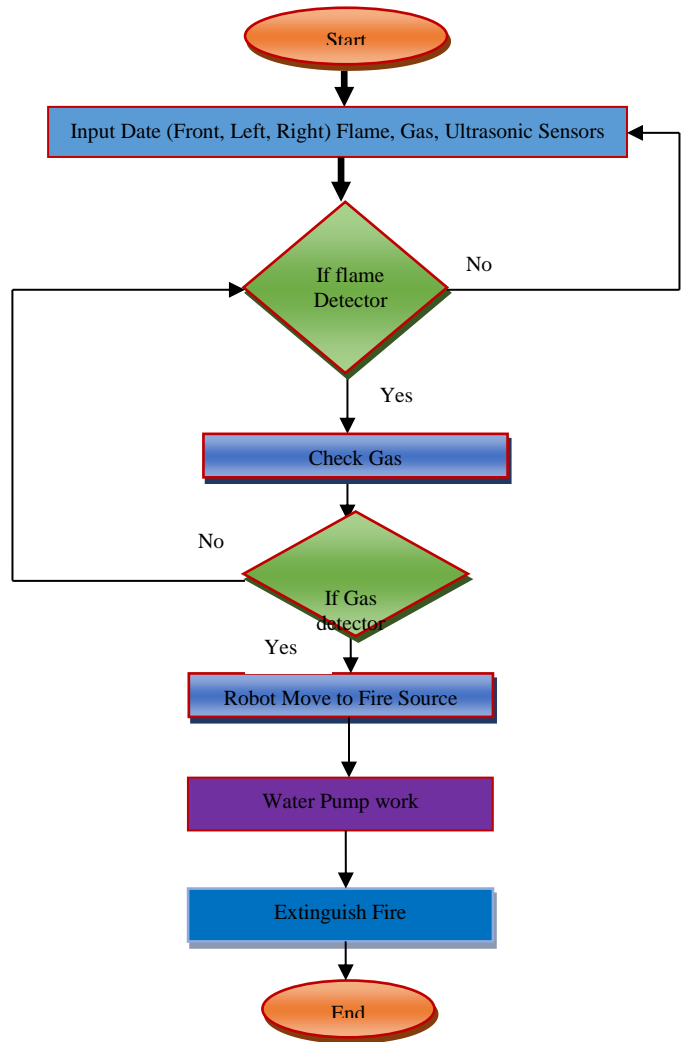 Start
Input Date (Front, Left, Right) Flame, Gas, Ultrasonic Sensors
If flame
Detector
No
Yes
Check Gas
No
If Gas
detector
Yes
Robot Move to Fire Source
Water Pump work
Extinguish Fire
End